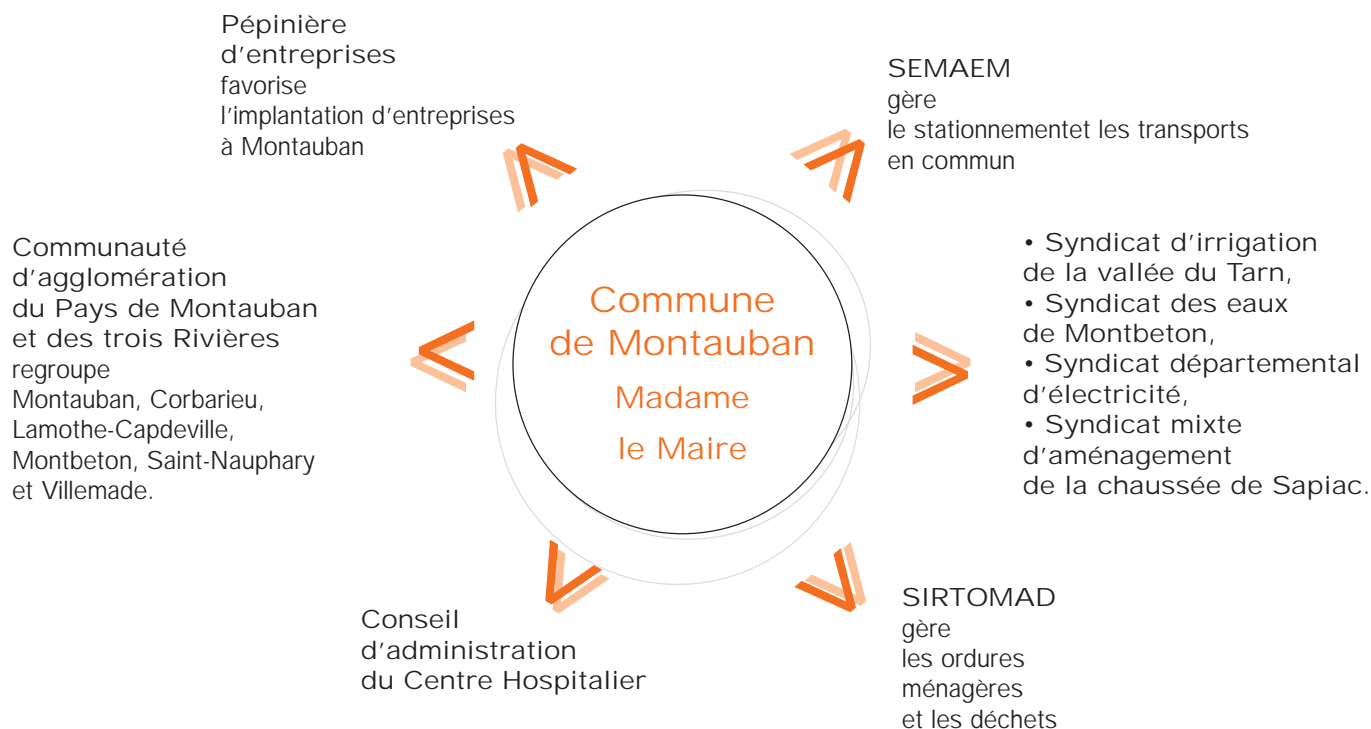 Pépinière
d'entreprises
favorise
l'implantation d'entreprises
à Montauban
SEMAEM
gère
le stationnementet les transports
en commun
Communauté
d'agglomération
du Pays de Montauban
et des trois Rivières
regroupe
Montauban, Corbarieu,
Lamothe-Capdeville,
Montbeton, Saint-Nauphary
et Villemade.
Commune
de Montauban
Madame
le Maire
• Syndicat d'irrigation
de la vallée du Tarn,
• Syndicat des eaux
de Montbeton,
• Syndicat départemental
d'électricité,
• Syndicat mixte
d'aménagement
de la chaussée de Sapiac.
Conseil
d'administration
du Centre Hospitalier
SIRTOMAD
gère
les ordures
ménagères
et les déchets